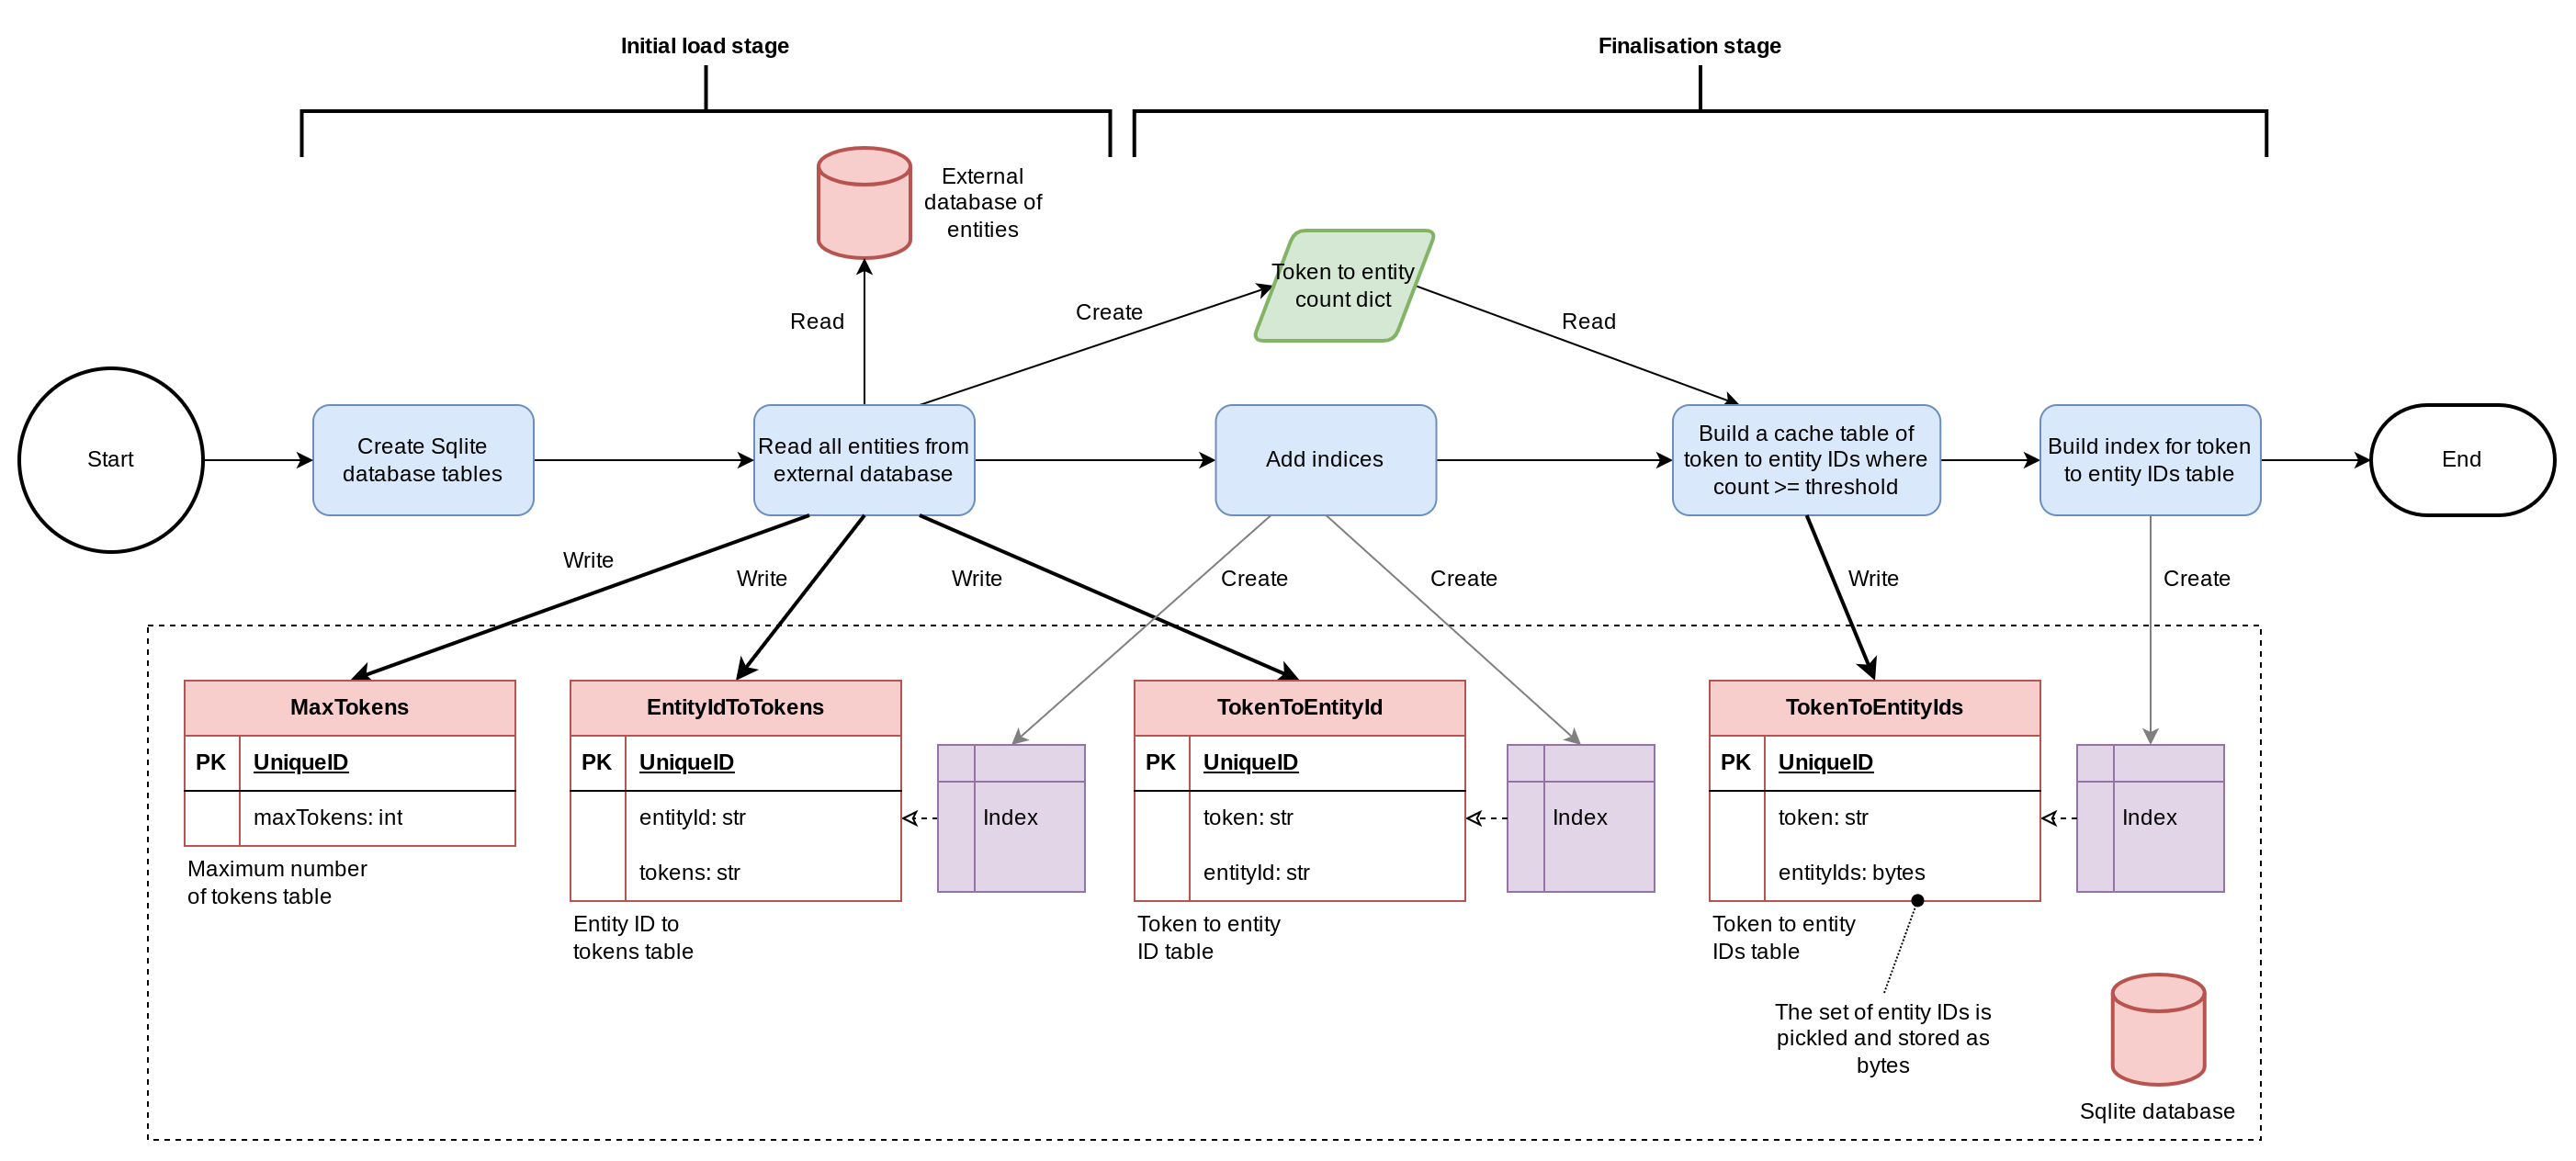 Initial load stage
Finalisation stage
External
database of
entities
Token to entity
count dict
Read
Create
Read
Start
Create Sqlite
database tables
Read all entities from
external database
Add indices
Build a cache table of
token to entity IDs where
count >= threshold
Build index for token
to entity IDs table
End
Write
Write
Write
Create
Create
Write
Create
MaxTokens
PK UniqueID
maxTokens: int
Maximum number
of tokens table
EntityIdToTokens
PK UniqueID
entityId: str
tokens: str
Entity ID to
tokens table
Index
TokenToEntityId
PK UniqueID
token: str
entityId: str
Token to entity
ID table
Index
TokenToEntityIds
PK UniqueID
token: str
entityIds: bytes
Token to entity
IDs table
Index
The set of entity IDs is
pickled and stored as
bytes
Sqlite database